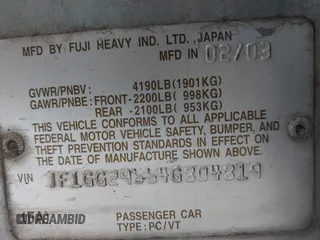 MFD BY FUJI HEAVY IND. LTD., JAPAN
MFD IN 02/03
GVWR/PNBV: 4190LB(1901KG)
GAWR/PNBE: FRONT-2200LB( 998KG)
REAR -2100LB( 953KG)
THIS VEHICLE CONFORMS TO ALL APPLICABLE
FEDERAL MOTOR VEHICLE SAFETY, BUMPER, AND
THEFT PREVENTION STANDARDS IN EFFECT ON THE
DATE OF MANUFACTURE SHOWN ABOVE.
VIN
PASSENGER CAR
TYPE:PC/VT
DREAMBID